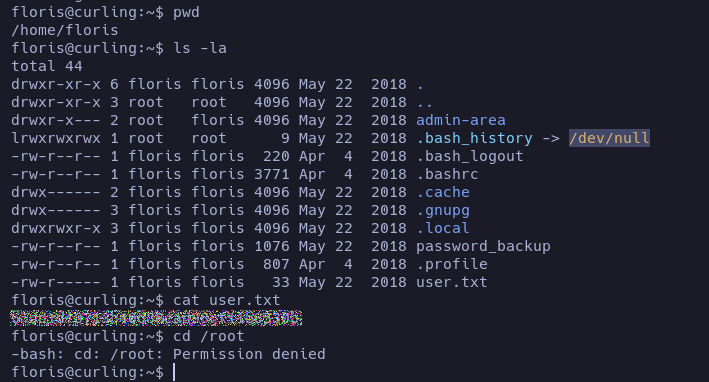 floris@curling:~$ pwd
/home/floris
floris@curling:~$ ls -la
total 44
drwxr-xr-x 6 floris floris 4096 May 22  2018 .
drwxr-xr-x 3 root   root   4096 May 22  2018 ..
drwxr-x--- 2 root   floris 4096 May 22  2018 admin-area
lrwxrwxrwx 1 root   root      9 May 22  2018 .bash_history -> /dev/null
-rw-r--r-- 1 floris floris  220 Apr  4  2018 .bash_logout
-rw-r--r-- 1 floris floris 3771 Apr  4  2018 .bashrc
drwx------ 2 floris floris 4096 May 22  2018 .cache
drwx------ 3 floris floris 4096 May 22  2018 .gnupg
drwxrwxr-x 3 floris floris 4096 May 22  2018 .local
-rw-r--r-- 1 floris floris 1076 May 22  2018 password_backup
-rw-r--r-- 1 floris floris  807 Apr  4  2018 .profile
-rw-r----- 1 floris floris   33 May 22  2018 user.txt
floris@curling:~$ cat user.txt
floris@curling:~$ cd /root
-bash: cd: /root: Permission denied
floris@curling:~$